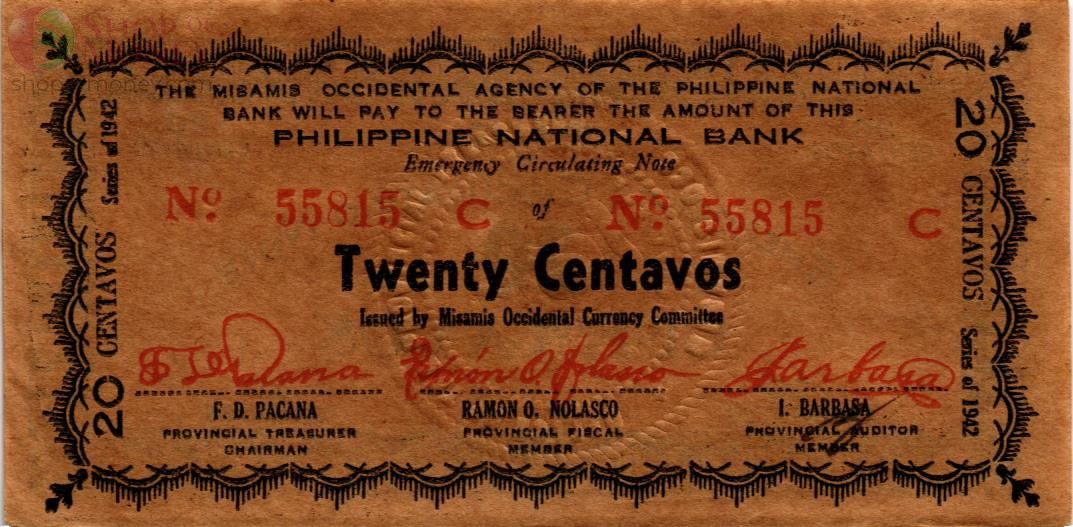 THE MISAMIS OCCIDENTAL AGENCY OF THE PHILIPPINE NATIONAL
BANK WILL PAY TO THE BEARER THE AMOUNT OF THIS
PHILIPPINE NATIONAL BANK
Emergency Circulating Note
Nº 55815 C of Nº 55815 C
Twenty Centavos
Issued by Misamis Occidental Currency Committee
F. D. PACANA
PROVINCIAL TREASURER
CHAIRMAN
RAMON O. NOLASCO
PROVINCIAL FISCAL
MEMBER
I. BARBASA
PROVINCIAL AUDITOR
MEMBER
20 CENTAVOS Series of 1942
20 CENTAVOS Series of 1942